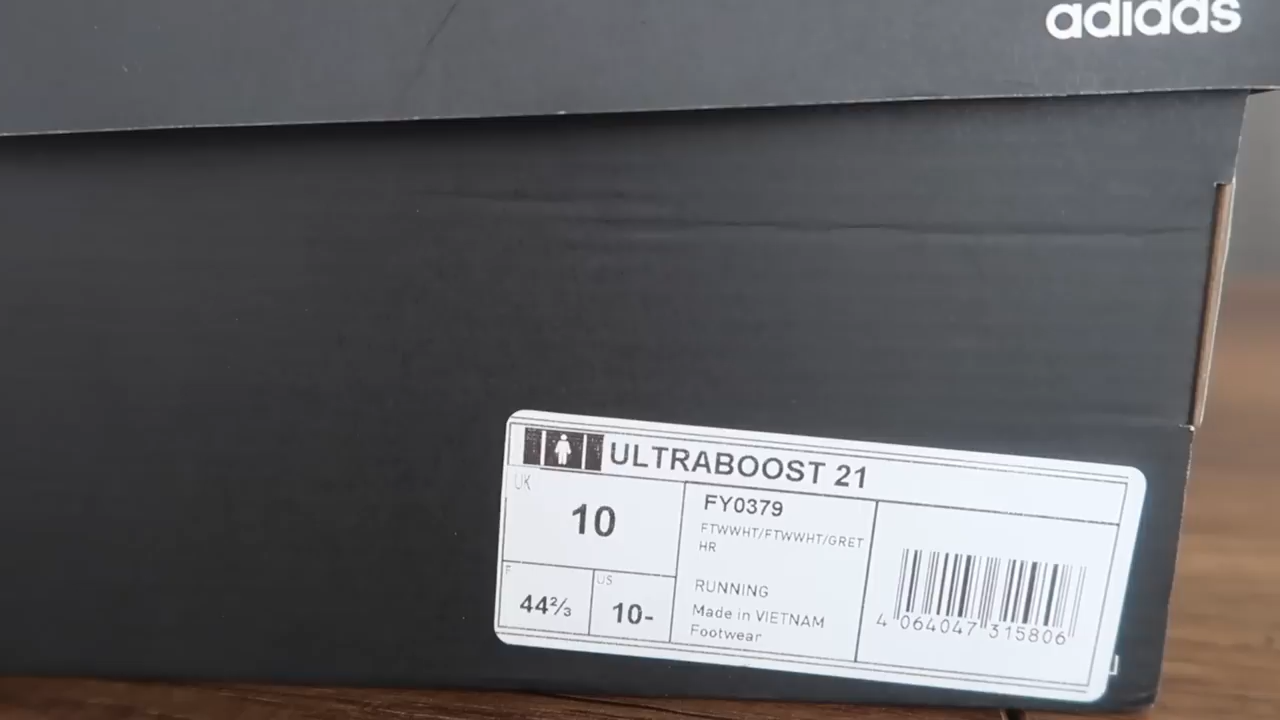 adidas
ULTRABOOST 21
UK
10
FY0379
FTWWHT/FTWWHT/GRET
HR
F
44⅔
US
10-
RUNNING
Made in VIETNAM
Footwear
4 064047 315806